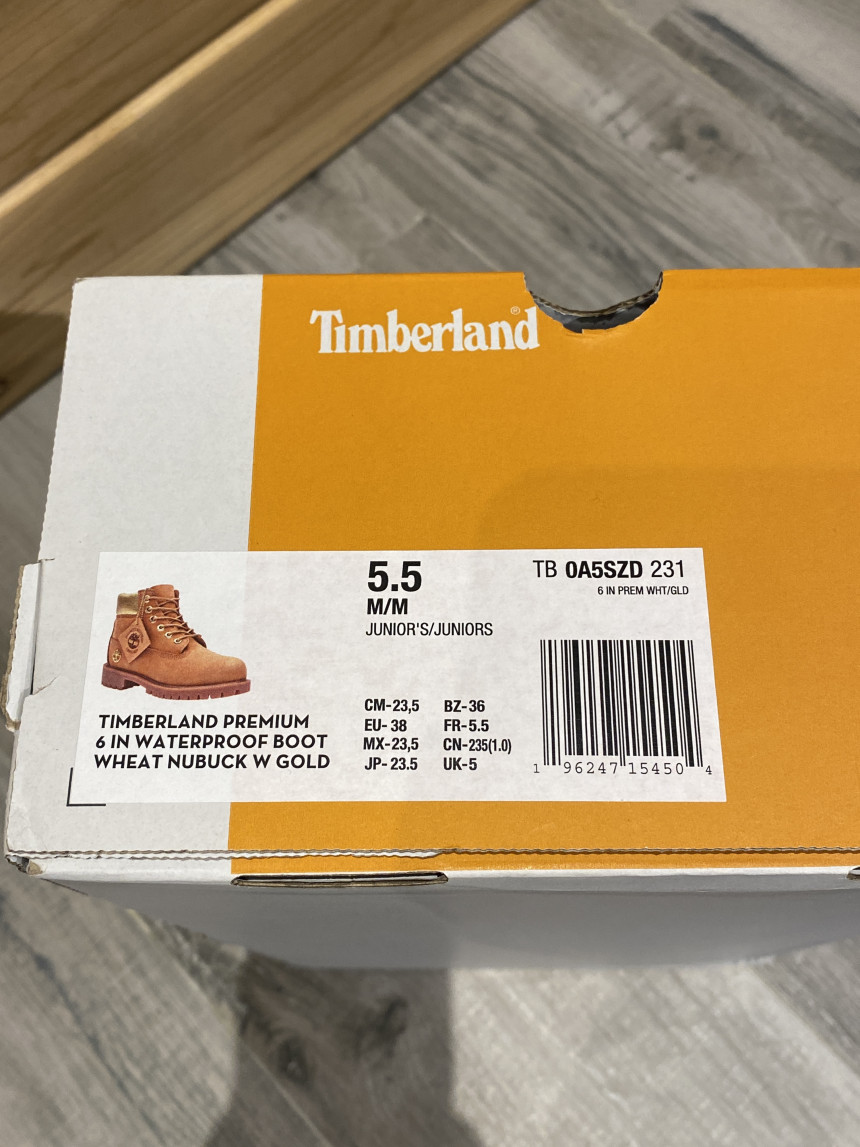 Timberland®
5.5
M/M
JUNIOR'S/JUNIORS
TB 0A5SZD 231
6 IN PREM WHT/GLD
TIMBERLAND PREMIUM
6 IN WATERPROOF BOOT
WHEAT NUBUCK W GOLD
CM-23,5 BZ-36
EU-38 FR-5.5
MX-23,5 CN-235(1.0)
JP-23.5 UK-5
1 96247 15450 4